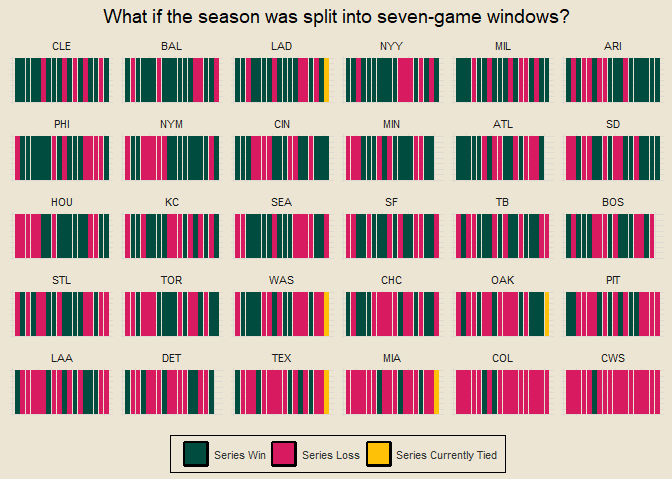 What if the season was split into seven-game windows?
CLE BAL LAD NYY MIL ARI
PHI NYM CIN MIN ATL SD
HOU KC SEA SF TB BOS
STL TOR WAS CHC OAK PIT
LAA DET TEX MIA COL CWS
Series Win Series Loss Series Currently Tied